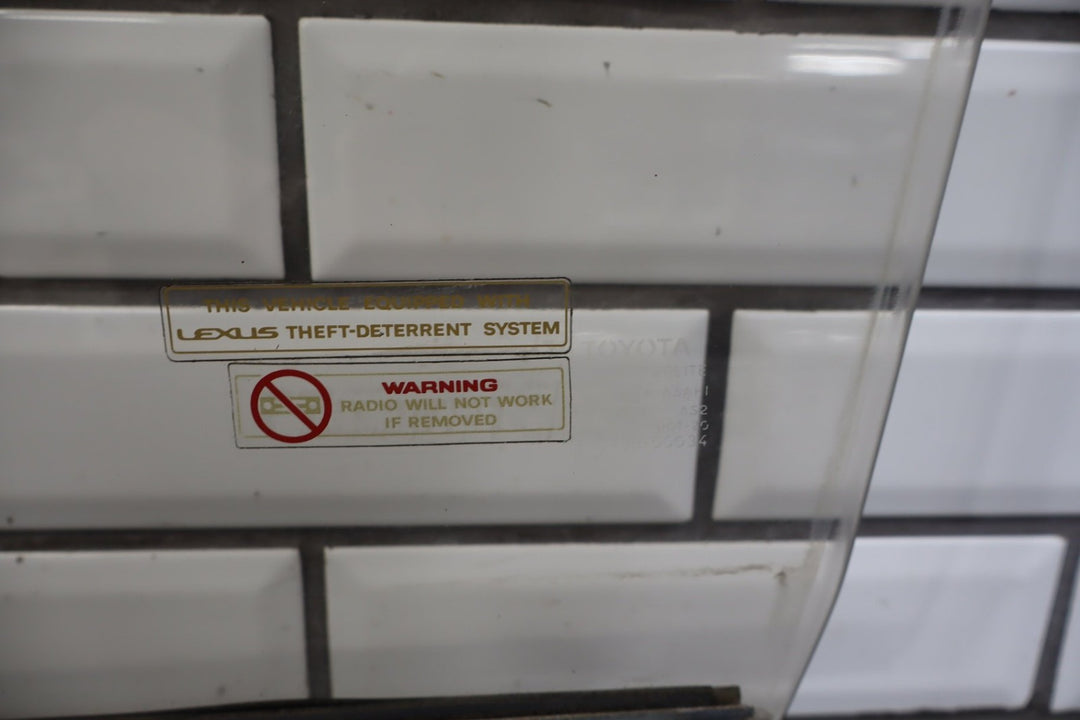 THIS VEHICLE EQUIPPED WITH
LEXUS THEFT-DETERRENT SYSTEM
WARNING
RADIO WILL NOT WORK
IF REMOVED
TOYOTA